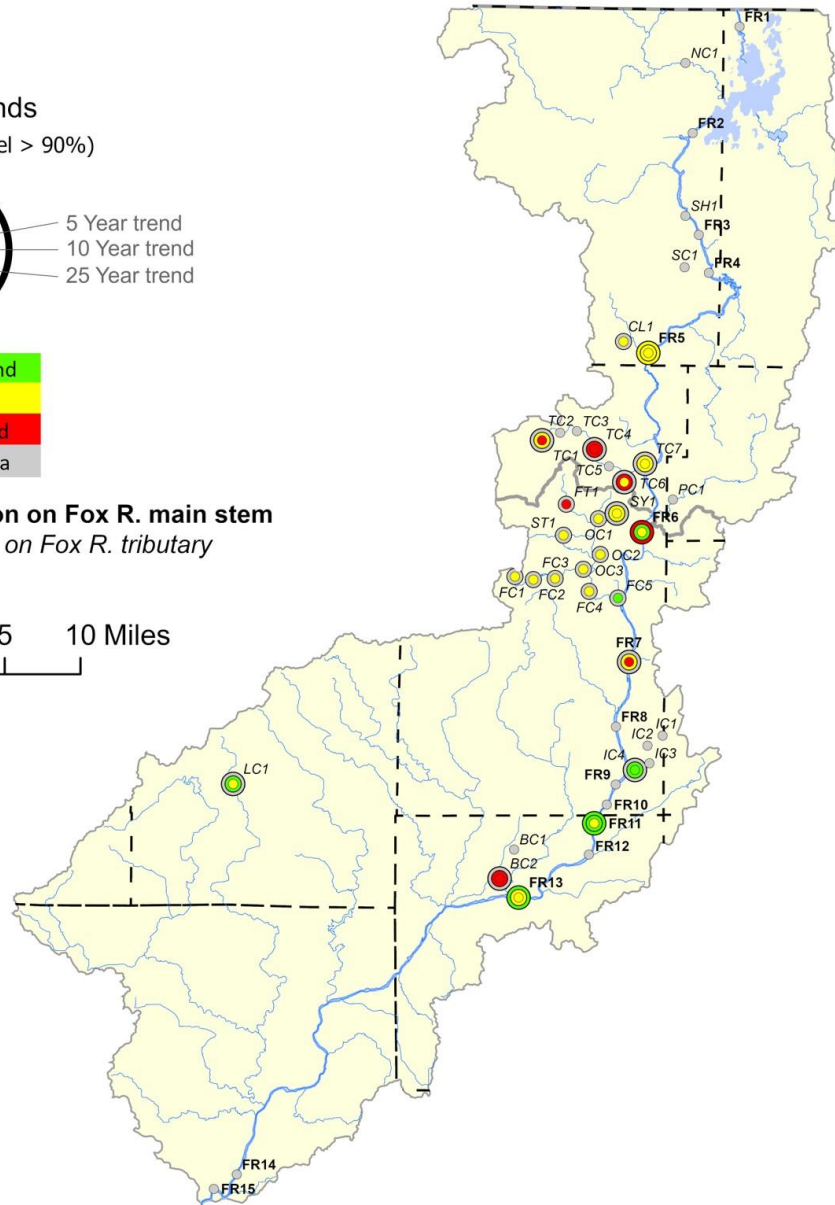 nds
el > 90%)
5 Year trend
10 Year trend
25 Year trend
nd
d
a
on on Fox R. main stem
on Fox R. tributary
5 10 Miles
FR1
NC1
FR2
SH1
FR3
SC1
FR4
CL1
FR5
TC2
TC3
TC4
TC1
TC5
TC7
TC6
FT1
PC1
SY1
FR6
ST1
OC1
OC2
FC3
OC3
FC1
FC2
FC4
FC5
FR7
FR8
IC1
IC2
IC4
IC3
FR9
LC1
FR10
FR11
BC1
FR12
BC2
FR13
FR14
FR15